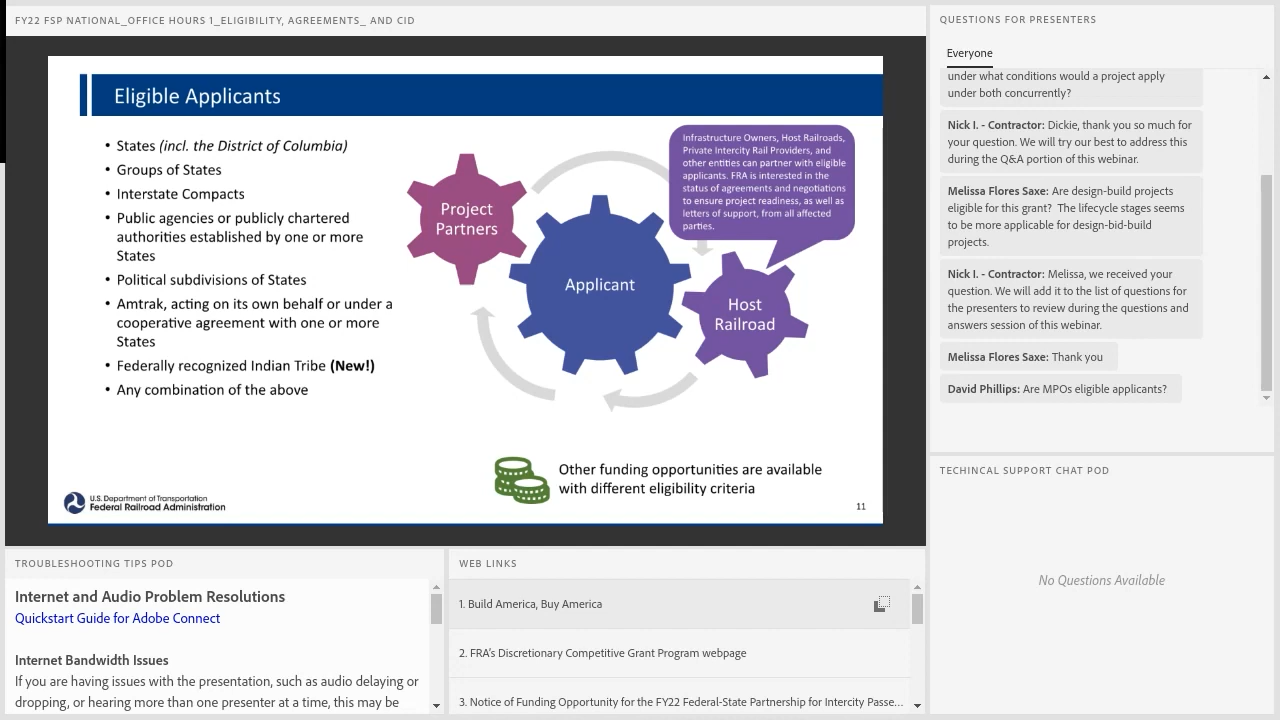 FY22 FSP NATIONAL_OFFICE HOURS 1_ELIGIBILITY, AGREEMENTS_ AND CID
Eligible Applicants
• States (incl. the District of Columbia)
• Groups of States
• Interstate Compacts
• Public agencies or publicly chartered
authorities established by one or more
States
• Political subdivisions of States
• Amtrak, acting on its own behalf or under a
cooperative agreement with one or more
States
• Federally recognized Indian Tribe (New!)
• Any combination of the above
Project
Partners
Applicant
Host
Railroad
Infrastructure Owners, Host Railroads,
Private Intercity Rail Providers, and
other entities can partner with eligible
applicants. FRA is interested in the
status of agreements and negotiations
to ensure project readiness, as well as
letters of support, from all affected
parties.
Other funding opportunities are available
with different eligibility criteria
U.S. Department of Transportation
Federal Railroad Administration
11
QUESTIONS FOR PRESENTERS
Everyone
under what conditions would a project apply
under both concurrently?
Nick I. - Contractor: Dickie, thank you so much for
your question. We will try our best to address this
during the Q&A portion of this webinar.
Melissa Flores Saxe: Are design-build projects
eligible for this grant? The lifecycle stages seems
to be more applicable for design-bid-build
projects.
Nick I. - Contractor: Melissa, we received your
question. We will add it to the list of questions for
the presenters to review during the questions and
answers session of this webinar.
Melissa Flores Saxe: Thank you
David Phillips: Are MPOs eligible applicants?
TECHINCAL SUPPORT CHAT POD
No Questions Available
TROUBLESHOOTING TIPS POD
Internet and Audio Problem Resolutions
Quickstart Guide for Adobe Connect
Internet Bandwidth Issues
If you are having issues with the presentation, such as audio delaying or
dropping, or hearing more than one presenter at a time, this may be
WEB LINKS
1. Build America, Buy America
2. FRA's Discretionary Competitive Grant Program webpage
3. Notice of Funding Opportunity for the FY22 Federal-State Partnership for Intercity Passe...